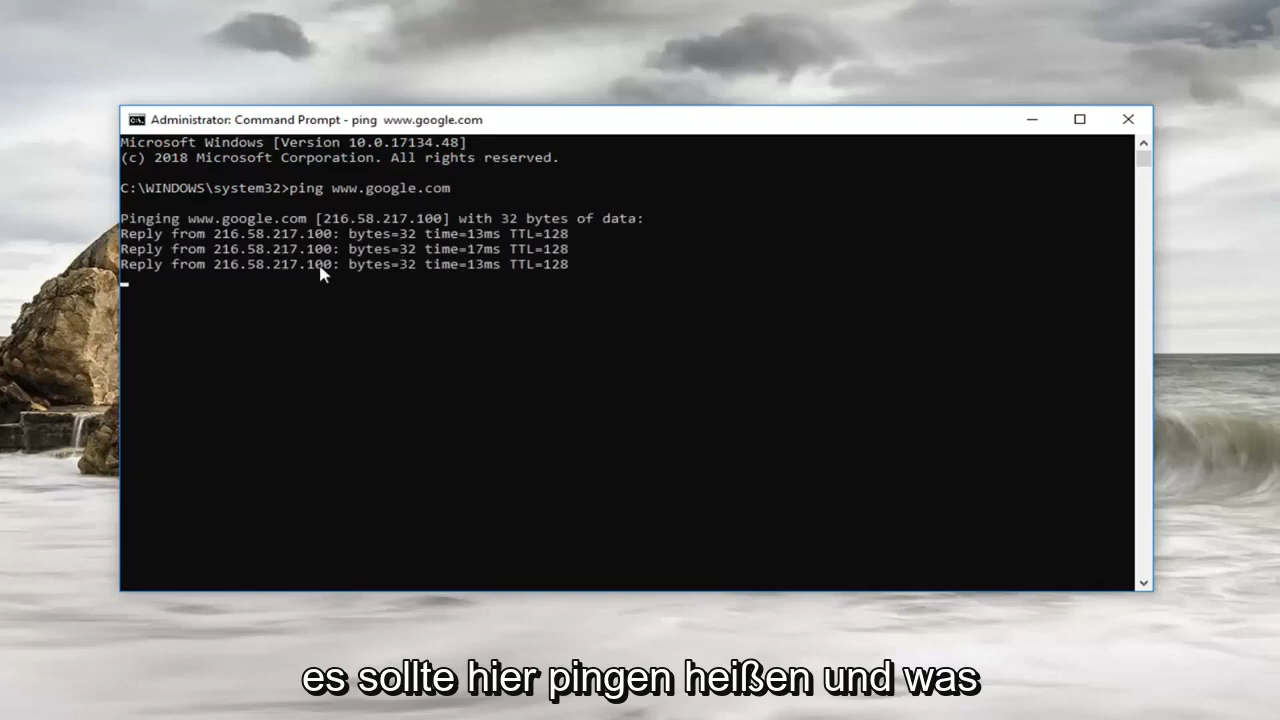 Administrator: Command Prompt - ping  www.google.com
Microsoft Windows [Version 10.0.17134.48]
(c) 2018 Microsoft Corporation. All rights reserved.
C:\WINDOWS\system32>ping www.google.com
Pinging www.google.com [216.58.217.100] with 32 bytes of data:
Reply from 216.58.217.100: bytes=32 time=13ms TTL=128
Reply from 216.58.217.100: bytes=32 time=17ms TTL=128
Reply from 216.58.217.100: bytes=32 time=13ms TTL=128
es sollte hier pingen heißen und was